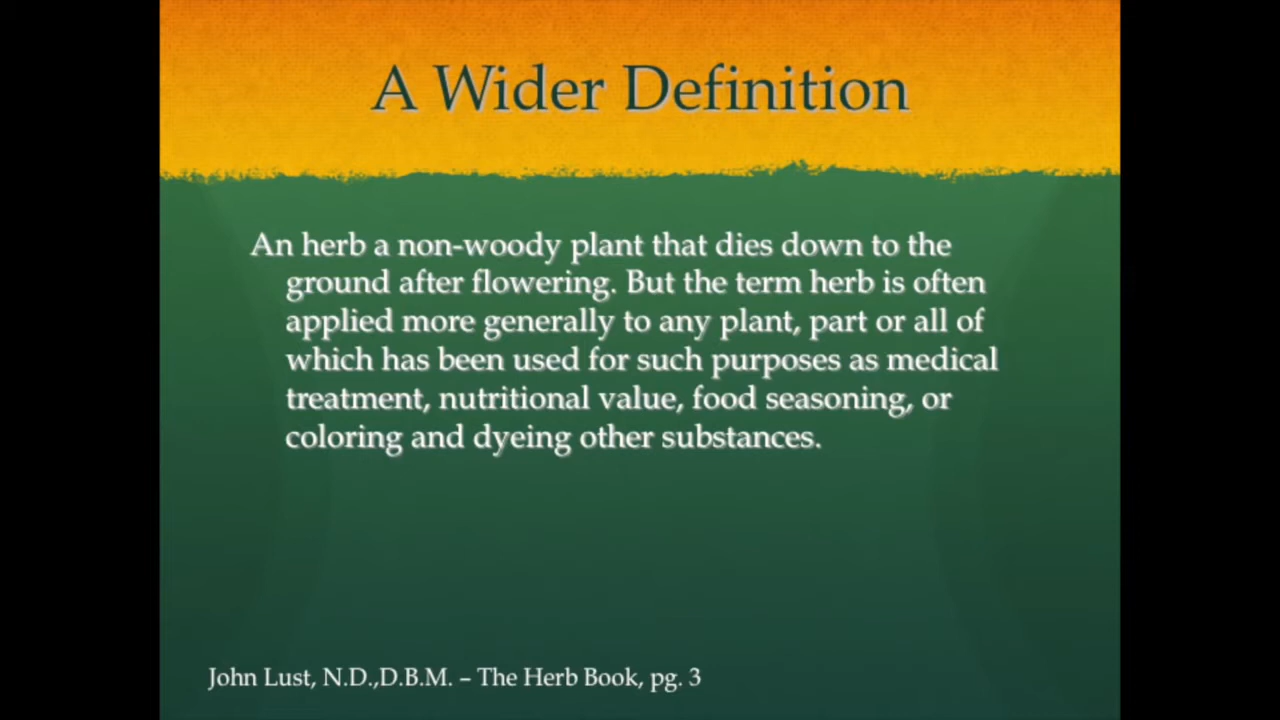 A Wider Definition
An herb a non-woody plant that dies down to the
ground after flowering. But the term herb is often
applied more generally to any plant, part or all of
which has been used for such purposes as medical
treatment, nutritional value, food seasoning, or
coloring and dyeing other substances.
John Lust, N.D.,D.B.M. – The Herb Book, pg. 3